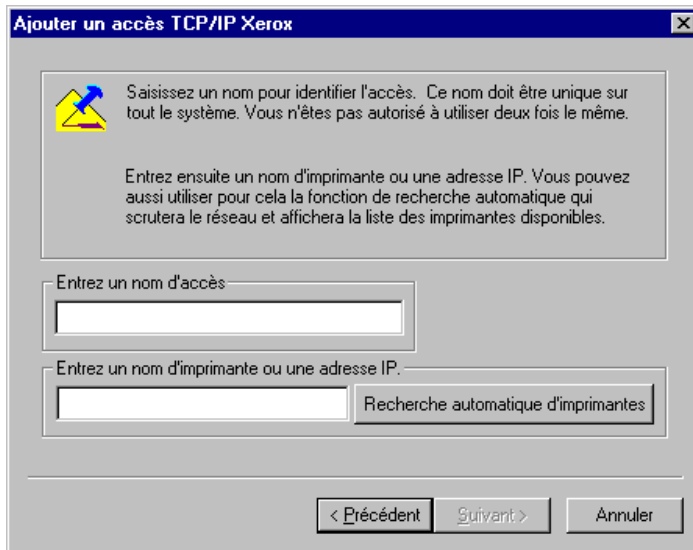 Ajouter un accès TCP/IP Xerox
Saisissez un nom pour identifier l'accès. Ce nom doit être unique sur
tout le système. Vous n'êtes pas autorisé à utiliser deux fois le même.
Entrez ensuite un nom d'imprimante ou une adresse IP. Vous pouvez
aussi utiliser pour cela la fonction de recherche automatique qui
scrutera le réseau et affichera la liste des imprimantes disponibles.
Entrez un nom d'accès
Entrez un nom d'imprimante ou une adresse IP.
Recherche automatique d'imprimantes
< Précédent
Suivant >
Annuler